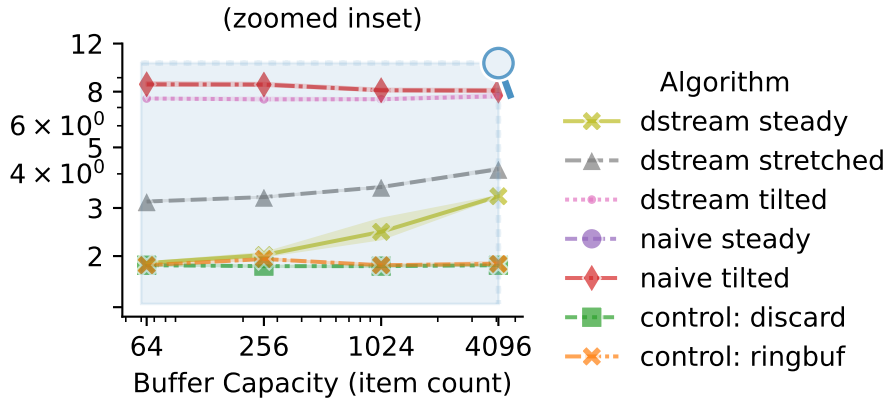 (zoomed inset)
12
8
6 × 10⁰
5
4 × 10⁰
3
2
64 256 1024 4096
Buffer Capacity (item count)
Algorithm
dstream steady
dstream stretched
dstream tilted
naive steady
naive tilted
control: discard
control: ringbuf